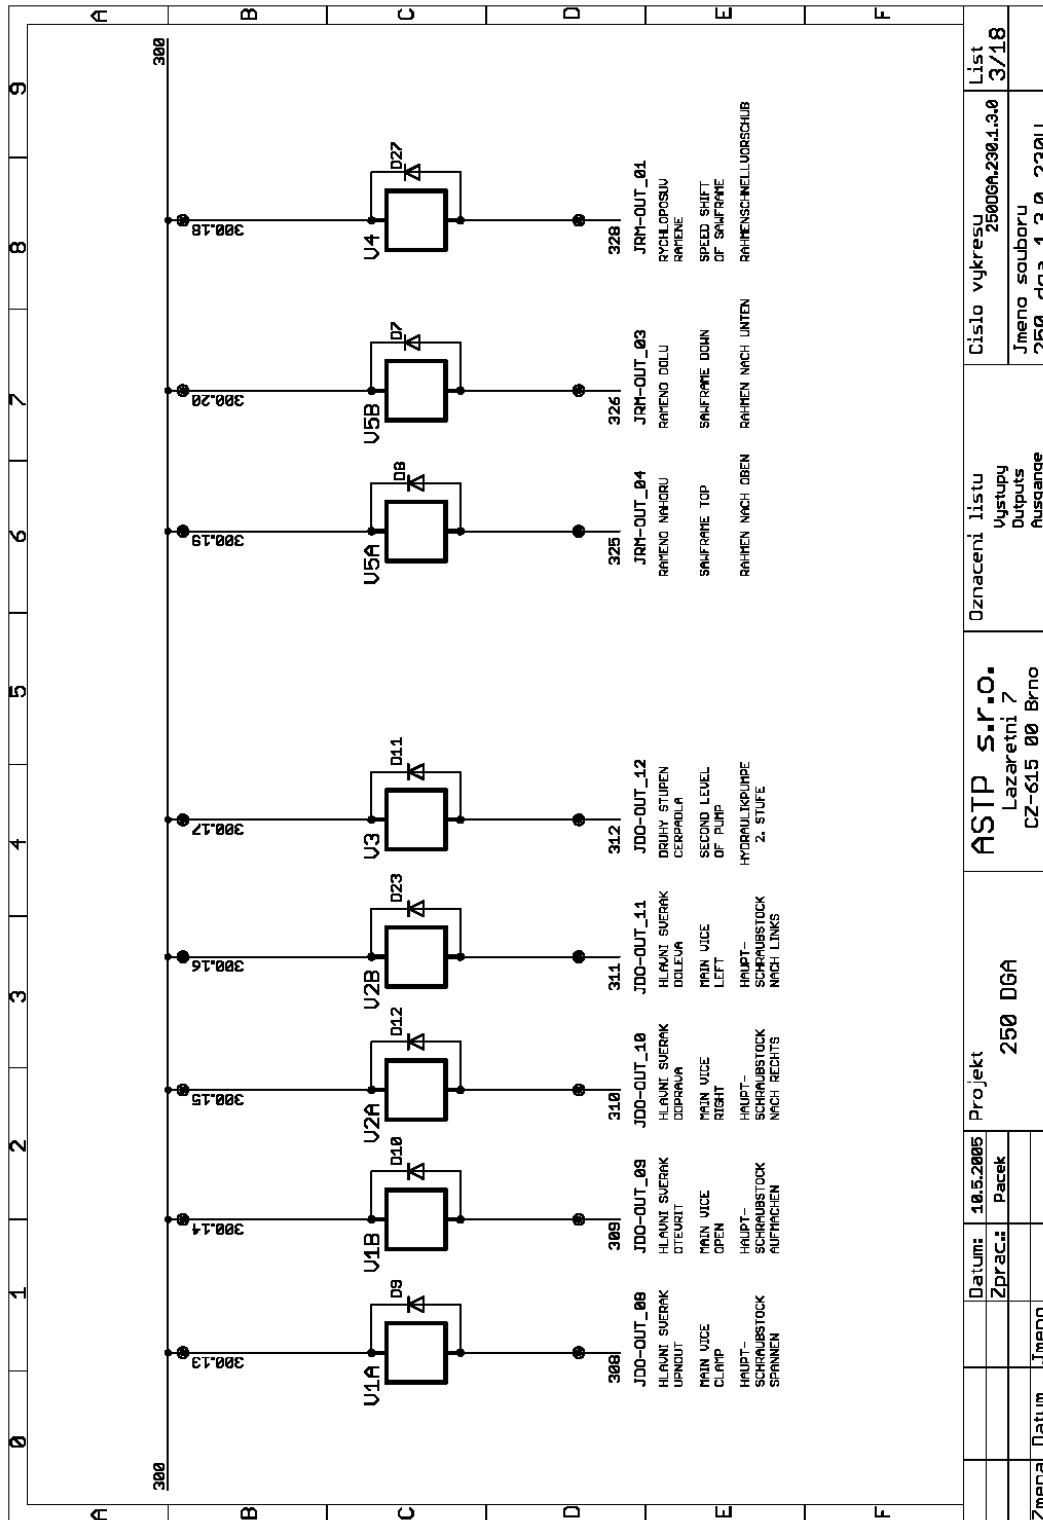 0 1 2 3 4 5 6 7 8 9
A
A
300
300
B
B
300.13
300.14
300.15
300.16
300.17
300.19
300.20
300.18
C
C
V1A
D9
V1B
D10
V2A
D12
V2B
D23
V3
D11
V5A
D8
V5B
D7
V4
D27
D
D
308
JDO-OUT_08
HLAVNI SVERAK
UPNOUT
MAIN VICE
CLAMP
HAUPT-
SCHRAUBSTOCK
SPANNEN
309
JDO-OUT_09
HLAVNI SVERAK
OTEVRIT
MAIN VICE
OPEN
HAUPT-
SCHRAUBSTOCK
AUFMACHEN
310
JDO-OUT_10
HLAVNI SVERAK
DOPRAVA
MAIN VICE
RIGHT
HAUPT-
SCHRAUBSTOCK
NACH RECHTS
311
JDO-OUT_11
HLAVNI SVERAK
DOLEVA
MAIN VICE
LEFT
HAUPT-
SCHRAUBSTOCK
NACH LINKS
312
JDO-OUT_12
DRUHY STUPEN
CERPADLA
SECOND LEVEL
OF PUMP
HYDRAULIKPUMPE
2. STUFE
325
JRM-OUT_04
RAMENO NAHORU
SAWFRAME TOP
RAHMEN NACH OBEN
326
JRM-OUT_03
RAMENO DOLU
SAWFRAME DOWN
RAHMEN NACH UNTEN
328
JRM-OUT_01
RYCHLOPOSUV
RAMENE
SPEED SHIFT
OF SAWFRAME
RAHMENSCHNELLVORSCHUB
E
E
F
F
Zmena Datum Jmeno
Datum: 10.5.2005
Zprac.: Pacek
Projekt
250 DGA
ASTP s.r.o.
Lazaretni 7
CZ-615 00 Brno
Oznaceni listu
Vystupy
Outputs
Ausgange
Cislo vykresu
250DGA.230.1.3.0
Jmeno souboru
250_dga_1_3_0_230U
List
3/18